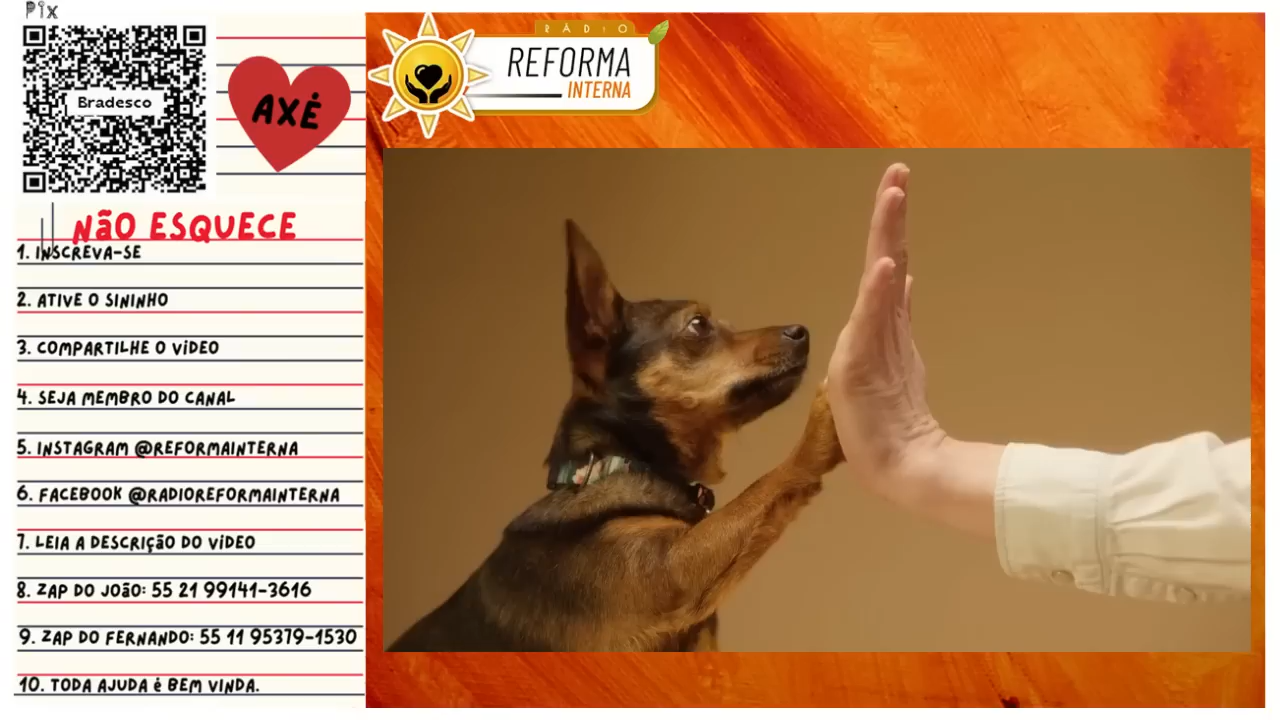 Pix
Bradesco
AXÉ
NÃO ESQUECE
1. INSCREVA-SE
2. ATIVE O SININHO
3. COMPARTILHE O VÍDEO
4. SEJA MEMBRO DO CANAL
5. INSTAGRAM @REFORMAINTERNA
6. FACEBOOK @RADIOREFORMAINTERNA
7. LEIA A DESCRIÇÃO DO VÍDEO
8. ZAP DO JOÃO: 55 21 99141-3616
9. ZAP DO FERNANDO: 55 11 95379-1530
10. TODA AJUDA É BEM VINDA.
RÁDIO
REFORMA
INTERNA